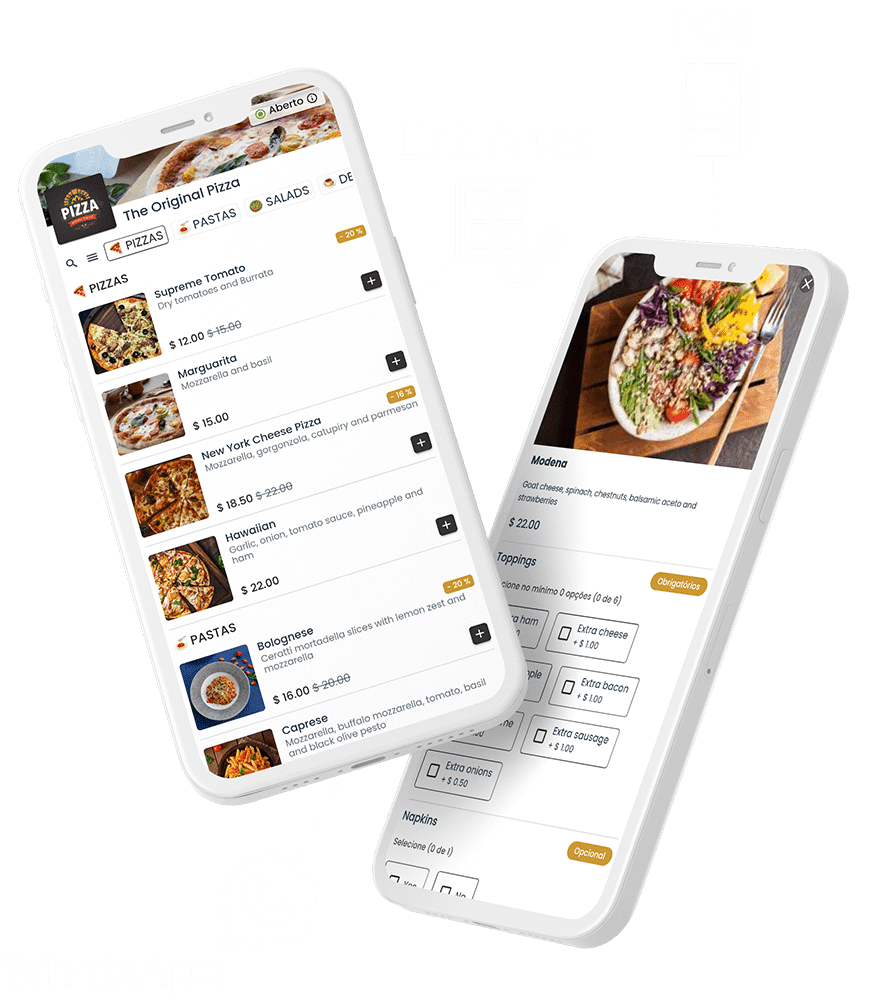 Aberto
PIZZA
The Original Pizza
PIZZAS
PASTAS
SALADS
DE
PIZZAS
- 20 %
Supreme Tomato
Dry tomatoes and Burrata
$ 12.00 $ 15.00
Marguarita
Mozzarella and basil
$ 15.00
- 16 %
New York Cheese Pizza
Mozzarella, gorgonzola, catupiry and parmesan
$ 18.50 $ 22.00
Hawaiian
Garlic, onion, tomato sauce, pineapple and
ham
$ 22.00
PASTAS
- 20 %
Bolognese
Ceratti mortadella slices with lemon zest and
mozzarella
$ 16.00 $ 20.00
Caprese
Mozzarella, buffalo mozzarella, tomato, basil
and black olive pesto
Modena
Goat cheese, spinach, chestnuts, balsamic aceto and
strawberries
$ 22.00
Toppings
Obrigatórios
cione no mínimo 0 opções (0 de 6)
ham
Extra cheese
+ $ 1.00
Extra bacon
+ $ 1.00
Extra sausage
+ $ 1.00
Extra onions
+ $ 0.50
Napkins
Opcional
Selecione (0 de 1)
Yes
No